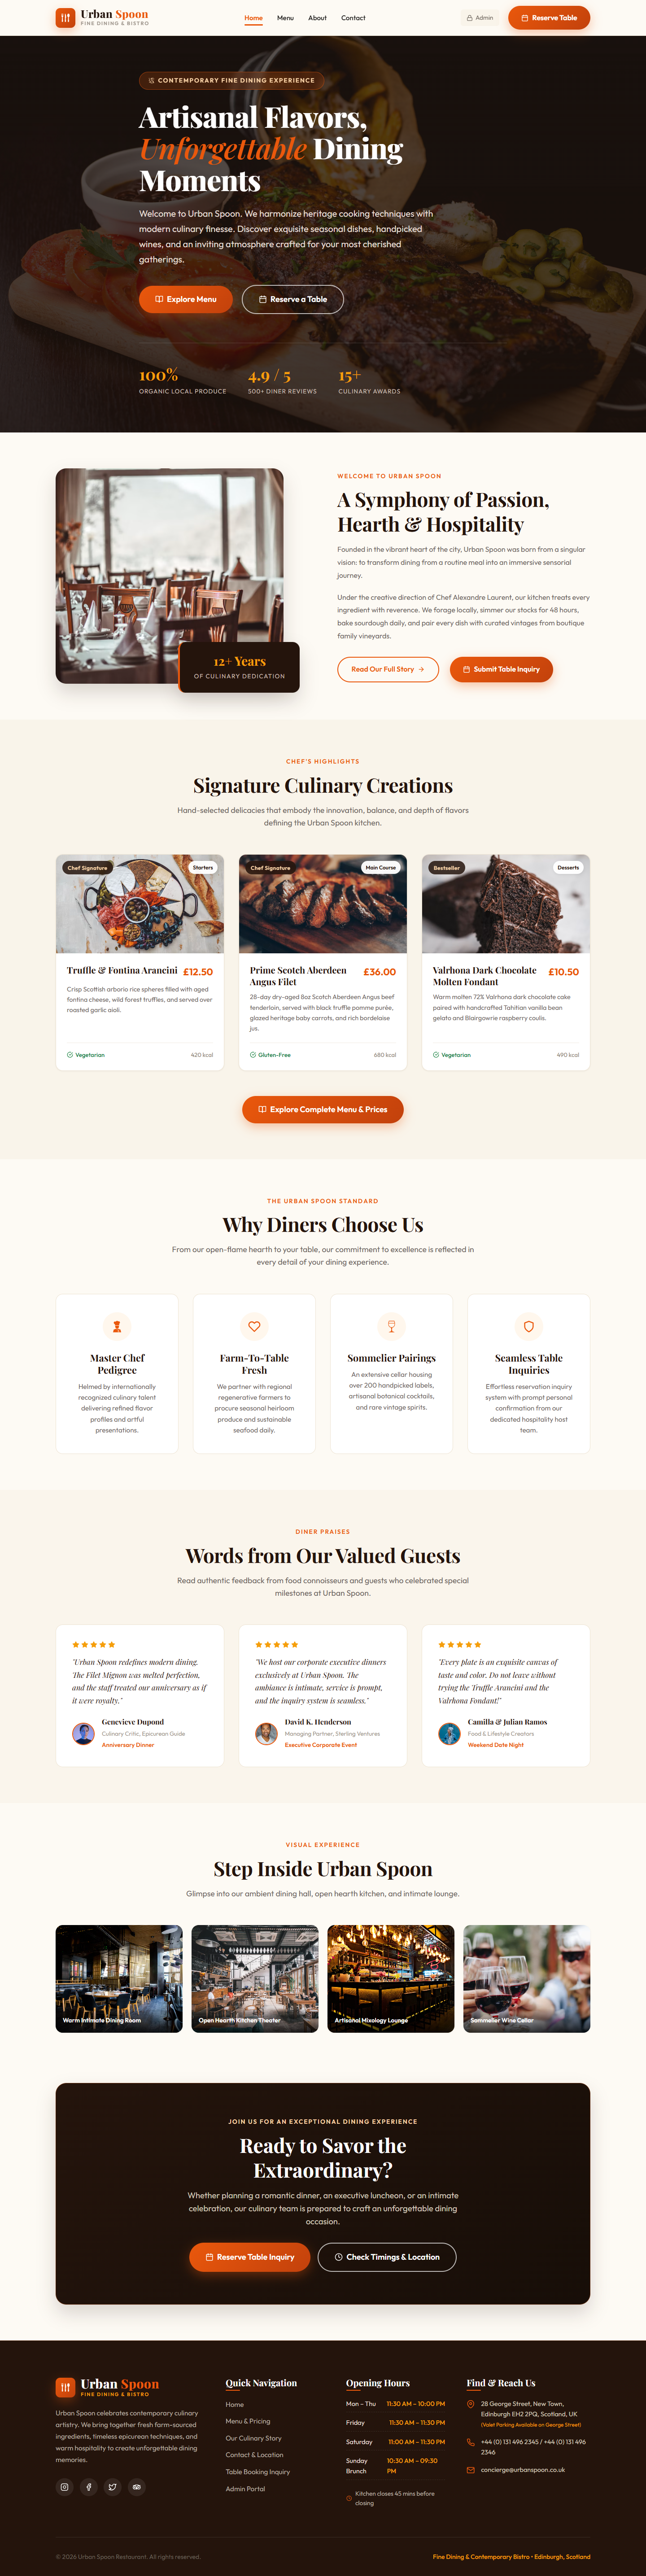 Urban Spoon
FINE DINING & BISTRO
Home
Menu
About
Contact
Admin
Reserve Table
CONTEMPORARY FINE DINING EXPERIENCE
Artisanal Flavors,
Unforgettable Dining
Moments
Welcome to Urban Spoon. We harmonize heritage cooking techniques with
modern culinary finesse. Discover exquisite seasonal dishes, handpicked
wines, and an inviting atmosphere crafted for your most cherished
gatherings.
Explore Menu
Reserve a Table
100%
ORGANIC LOCAL PRODUCE
4.9 / 5
500+ DINER REVIEWS
15+
CULINARY AWARDS
12+ Years
OF CULINARY DEDICATION
WELCOME TO URBAN SPOON
A Symphony of Passion,
Hearth & Hospitality
Founded in the vibrant heart of the city, Urban Spoon was born from a singular
vision: to transform dining from a routine meal into an immersive sensorial
journey.
Under the creative direction of Chef Alexandre Laurent, our kitchen treats every
ingredient with reverence. We forage locally, simmer our stocks for 48 hours,
bake sourdough daily, and pair every dish with curated vintages from boutique
family vineyards.
Read Our Full Story
Submit Table Inquiry
CHEF'S HIGHLIGHTS
Signature Culinary Creations
Hand-selected delicacies that embody the innovation, balance, and depth of flavors
defining the Urban Spoon kitchen.
Chef Signature
Starters
Truffle & Fontina Arancini
£12.50
Crisp Scottish arborio rice spheres filled with aged
fontina cheese, wild forest truffles, and served over
roasted garlic aioli.
Vegetarian
420 kcal
Chef Signature
Main Course
Prime Scotch Aberdeen
Angus Filet
£36.00
28-day dry-aged 8oz Scotch Aberdeen Angus beef
tenderloin, served with black truffle pomme purée,
glazed heritage baby carrots, and rich bordelaise
jus.
Gluten-Free
680 kcal
Bestseller
Desserts
Valrhona Dark Chocolate
Molten Fondant
£10.50
Warm molten 72% Valrhona dark chocolate cake
paired with handcrafted Tahitian vanilla bean
gelato and Blairgowrie raspberry coulis.
Vegetarian
490 kcal
Explore Complete Menu & Prices
THE URBAN SPOON STANDARD
Why Diners Choose Us
From our open-flame hearth to your table, our commitment to excellence is reflected in
every detail of your dining experience.
Master Chef
Pedigree
Helmed by internationally
recognized culinary talent
delivering refined flavor
profiles and artful
presentations.
Farm-To-Table
Fresh
We partner with regional
regenerative farmers to
procure seasonal heirloom
produce and sustainable
seafood daily.
Sommelier Pairings
An extensive cellar housing
over 200 handpicked labels,
artisanal botanical cocktails,
and rare vintage spirits.
Seamless Table
Inquiries
Effortless reservation inquiry
system with prompt personal
confirmation from our
dedicated hospitality host
team.
DINER PRAISES
Words from Our Valued Guests
Read authentic feedback from food connoisseurs and guests who celebrated special
milestones at Urban Spoon.
"Urban Spoon redefines modern dining.
The Filet Mignon was melted perfection,
and the staff treated our anniversary as if
it were royalty."
Genevieve Dupond
Culinary Critic, Epicurean Guide
Anniversary Dinner
"We host our corporate executive dinners
exclusively at Urban Spoon. The
ambiance is intimate, service is prompt,
and the inquiry system is seamless."
David K. Henderson
Managing Partner, Sterling Ventures
Executive Corporate Event
"Every plate is an exquisite canvas of
taste and color. Do not leave without
trying the Truffle Arancini and the
Valrhona Fondant!"
Camilla & Julian Ramos
Food & Lifestyle Creators
Weekend Date Night
VISUAL EXPERIENCE
Step Inside Urban Spoon
Glimpse into our ambient dining hall, open hearth kitchen, and intimate lounge.
Warm Intimate Dining Room
Open Hearth Kitchen Theater
Artisanal Mixology Lounge
Sommelier Wine Cellar
JOIN US FOR AN EXCEPTIONAL DINING EXPERIENCE
Ready to Savor the
Extraordinary?
Whether planning a romantic dinner, an executive luncheon, or an intimate
celebration, our culinary team is prepared to craft an unforgettable dining
occasion.
Reserve Table Inquiry
Check Timings & Location
Urban Spoon
FINE DINING & BISTRO
Urban Spoon celebrates contemporary culinary
artistry. We bring together fresh farm-sourced
ingredients, timeless epicurean techniques, and
warm hospitality to create unforgettable dining
memories.
Quick Navigation
Home
Menu & Pricing
Our Culinary Story
Contact & Location
Table Booking Inquiry
Admin Portal
Opening Hours
Mon – Thu
11:30 AM – 10:00 PM
Friday
11:30 AM – 11:30 PM
Saturday
11:00 AM – 11:30 PM
Sunday
Brunch
10:30 AM – 09:30
PM
Kitchen closes 45 mins before
closing
Find & Reach Us
28 George Street, New Town,
Edinburgh EH2 2PQ, Scotland, UK
(Valet Parking Available on George Street)
+44 (0) 131 496 2345 / +44 (0) 131 496
2346
concierge@urbanspoon.co.uk
© 2026 Urban Spoon Restaurant. All rights reserved.
Fine Dining & Contemporary Bistro • Edinburgh, Scotland